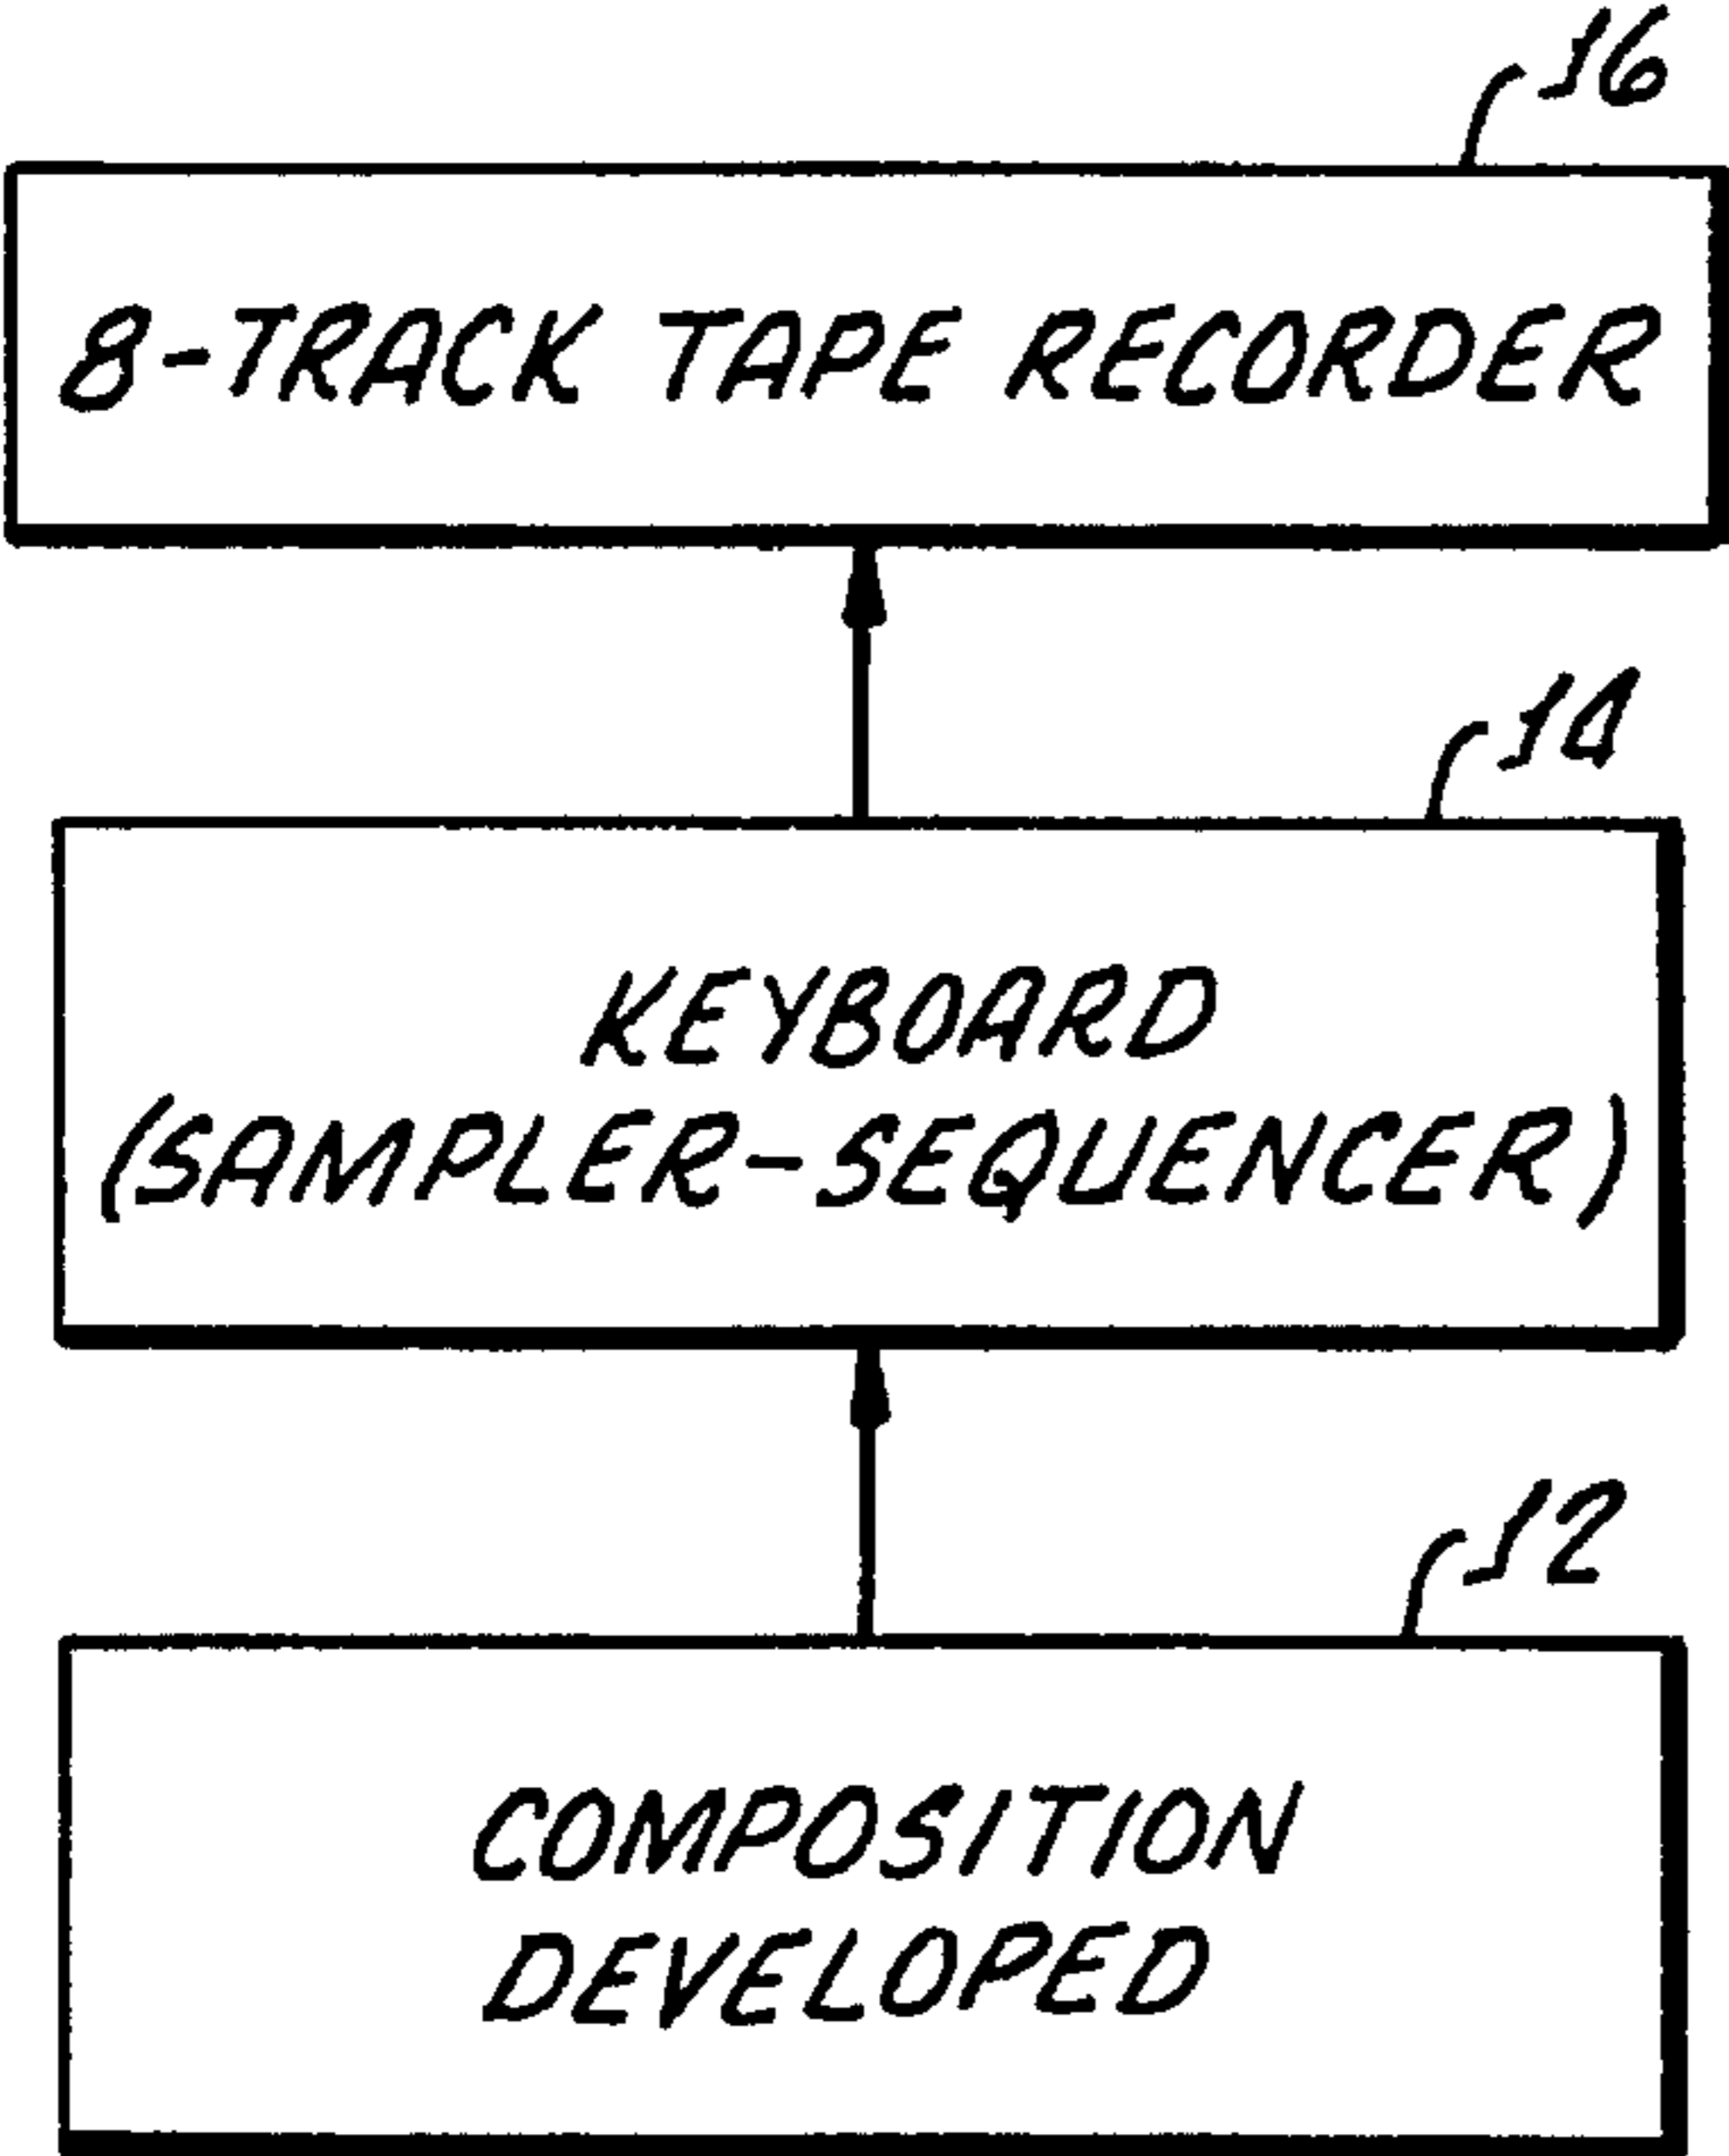 16
8-TRACK TAPE RECORDER
14
KEYBOARD
(SAMPLER-SEQUENCER)
12
COMPOSITION
DEVELOPED